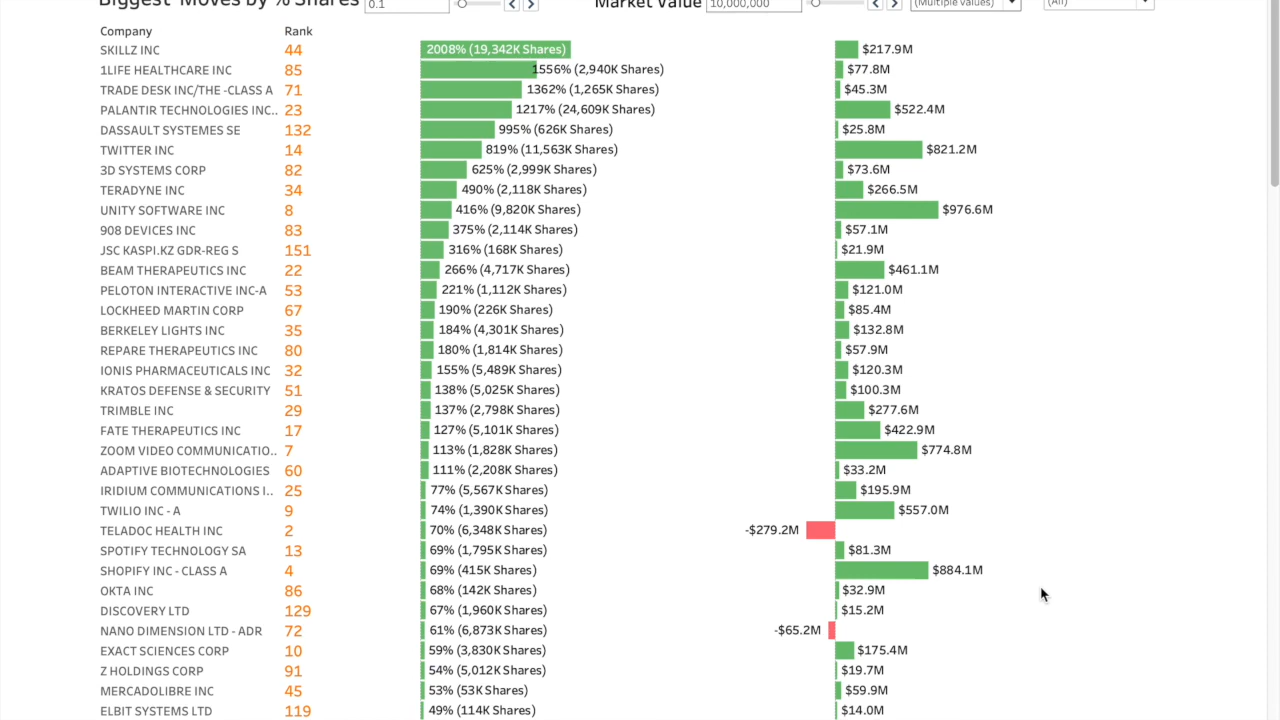 Biggest Moves by % Shares 0.1 Market Value 10,000,000 (Multiple values) (All)
Company Rank
SKILLZ INC 44 2008% (19,342K Shares) $217.9M
1LIFE HEALTHCARE INC 85 1556% (2,940K Shares) $77.8M
TRADE DESK INC/THE -CLASS A 71 1362% (1,265K Shares) $45.3M
PALANTIR TECHNOLOGIES INC.. 23 1217% (24,609K Shares) $522.4M
DASSAULT SYSTEMES SE 132 995% (626K Shares) $25.8M
TWITTER INC 14 819% (11,563K Shares) $821.2M
3D SYSTEMS CORP 82 625% (2,999K Shares) $73.6M
TERADYNE INC 34 490% (2,118K Shares) $266.5M
UNITY SOFTWARE INC 8 416% (9,820K Shares) $976.6M
908 DEVICES INC 83 375% (2,114K Shares) $57.1M
JSC KASPI.KZ GDR-REG S 151 316% (168K Shares) $21.9M
BEAM THERAPEUTICS INC 22 266% (4,717K Shares) $461.1M
PELOTON INTERACTIVE INC-A 53 221% (1,112K Shares) $121.0M
LOCKHEED MARTIN CORP 67 190% (226K Shares) $85.4M
BERKELEY LIGHTS INC 35 184% (4,301K Shares) $132.8M
REPARE THERAPEUTICS INC 80 180% (1,814K Shares) $57.9M
IONIS PHARMACEUTICALS INC 32 155% (5,489K Shares) $120.3M
KRATOS DEFENSE & SECURITY 51 138% (5,025K Shares) $100.3M
TRIMBLE INC 29 137% (2,798K Shares) $277.6M
FATE THERAPEUTICS INC 17 127% (5,101K Shares) $422.9M
ZOOM VIDEO COMMUNICATIO.. 7 113% (1,828K Shares) $774.8M
ADAPTIVE BIOTECHNOLOGIES 60 111% (2,208K Shares) $33.2M
IRIDIUM COMMUNICATIONS I.. 25 77% (5,567K Shares) $195.9M
TWILIO INC - A 9 74% (1,390K Shares) $557.0M
TELADOC HEALTH INC 2 70% (6,348K Shares) -$279.2M
SPOTIFY TECHNOLOGY SA 13 69% (1,795K Shares) $81.3M
SHOPIFY INC - CLASS A 4 69% (415K Shares) $884.1M
OKTA INC 86 68% (142K Shares) $32.9M
DISCOVERY LTD 129 67% (1,960K Shares) $15.2M
NANO DIMENSION LTD - ADR 72 61% (6,873K Shares) -$65.2M
EXACT SCIENCES CORP 10 59% (3,830K Shares) $175.4M
Z HOLDINGS CORP 91 54% (5,012K Shares) $19.7M
MERCADOLIBRE INC 45 53% (53K Shares) $59.9M
ELBIT SYSTEMS LTD 119 49% (114K Shares) $14.0M